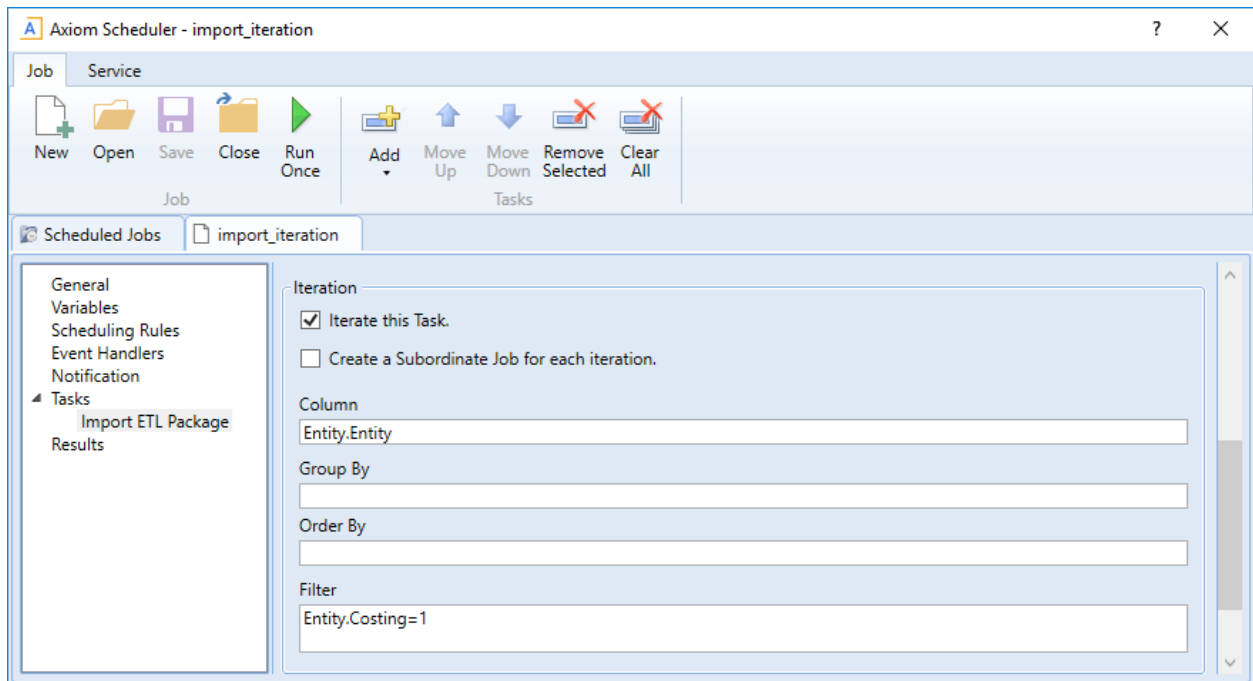 A Axiom Scheduler - import_iteration ?
Job Service
New Open Save Close Run Once Add Move Up Move Down Remove Selected Clear All
Job Tasks
Scheduled Jobs import_iteration
General
Variables
Scheduling Rules
Event Handlers
Notification
Tasks
Import ETL Package
Results
Iteration
Iterate this Task.
Create a Subordinate Job for each iteration.
Column
Entity.Entity
Group By
Order By
Filter
Entity.Costing=1